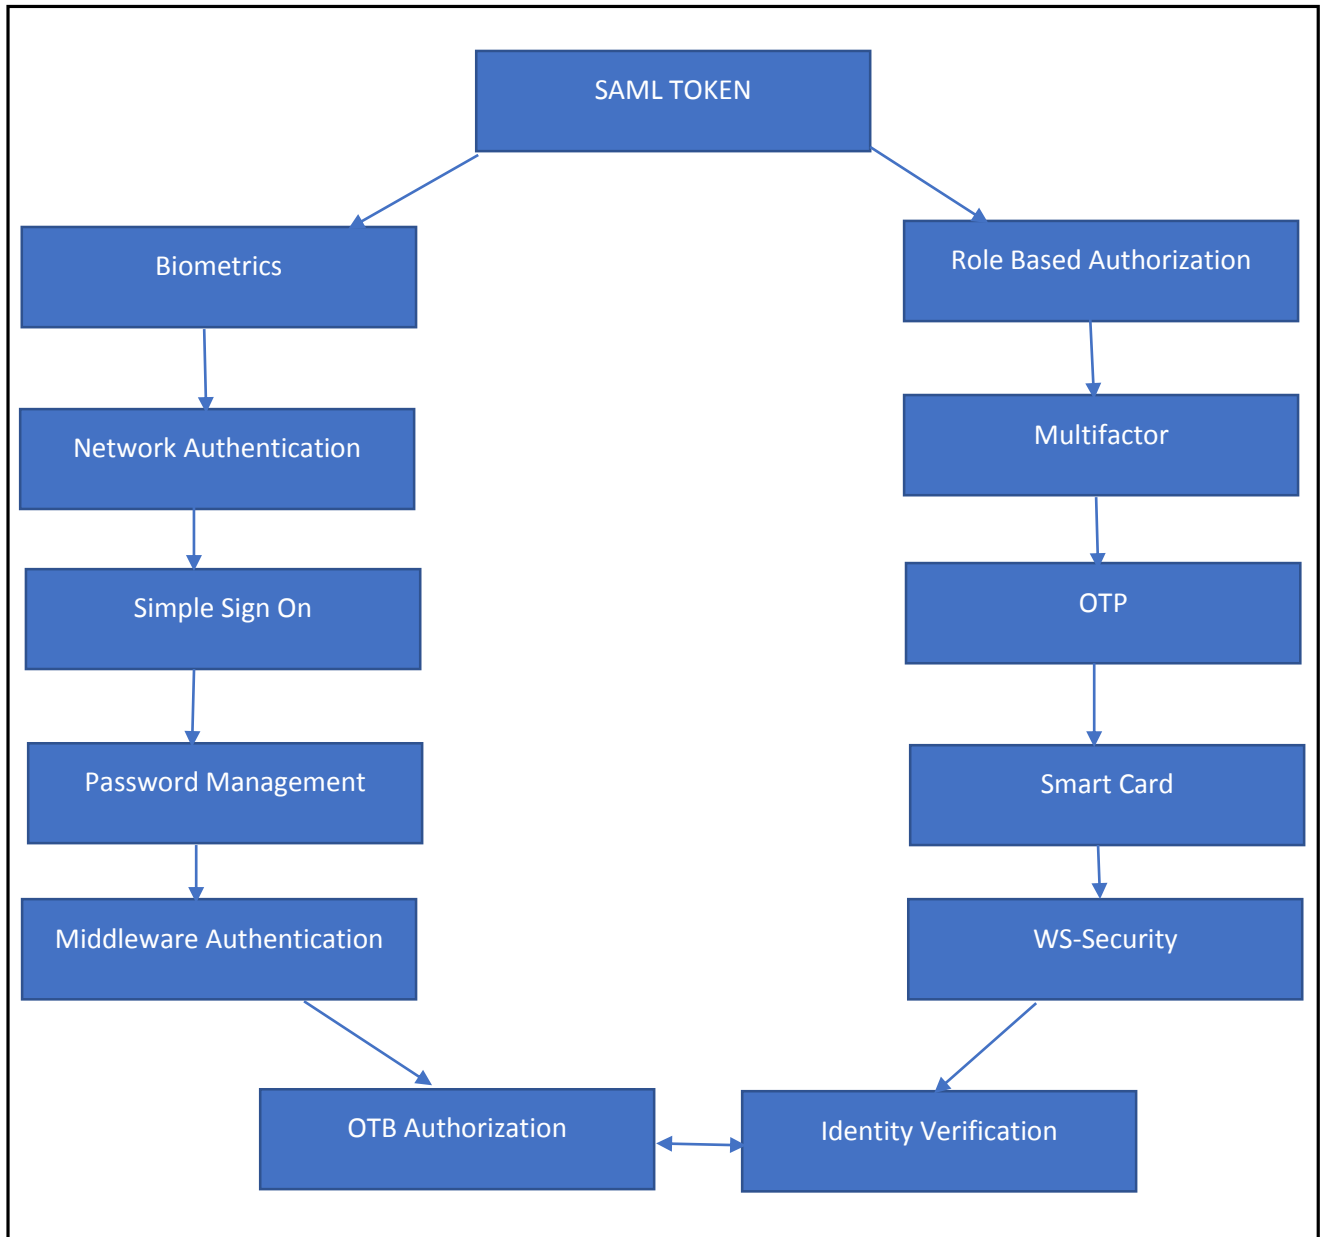 SAML TOKEN
Biometrics
Role Based Authorization
Network Authentication
Multifactor
Simple Sign On
OTP
Password Management
Smart Card
Middleware Authentication
WS-Security
OTB Authorization
Identity Verification